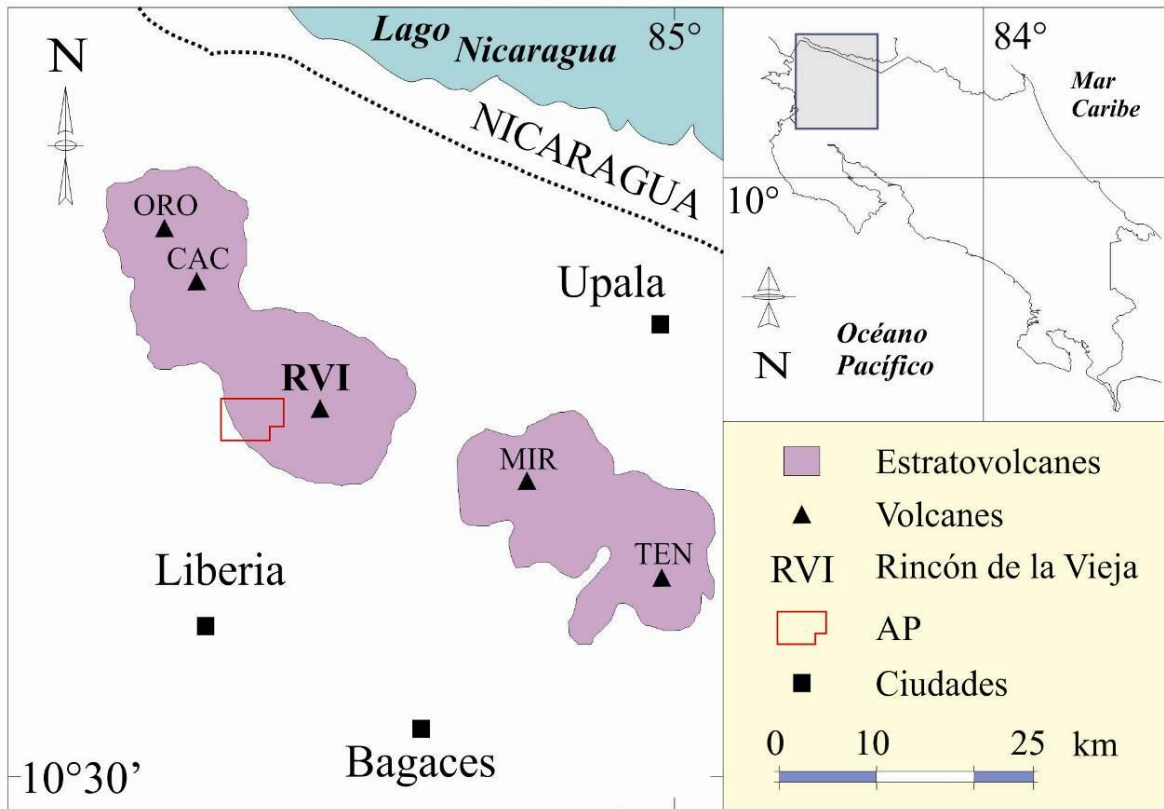 N
Lago
Nicaragua
85°
NICARAGUA
ORO
CAC
Upala
RVI
MIR
TEN
Liberia
Bagaces
10°30‘
84°
Mar
Caribe
10°
Océano
Pacífico
N
Estratovolcanes
Volcanes
RVI Rincón de la Vieja
AP
Ciudades
0 10 25 km